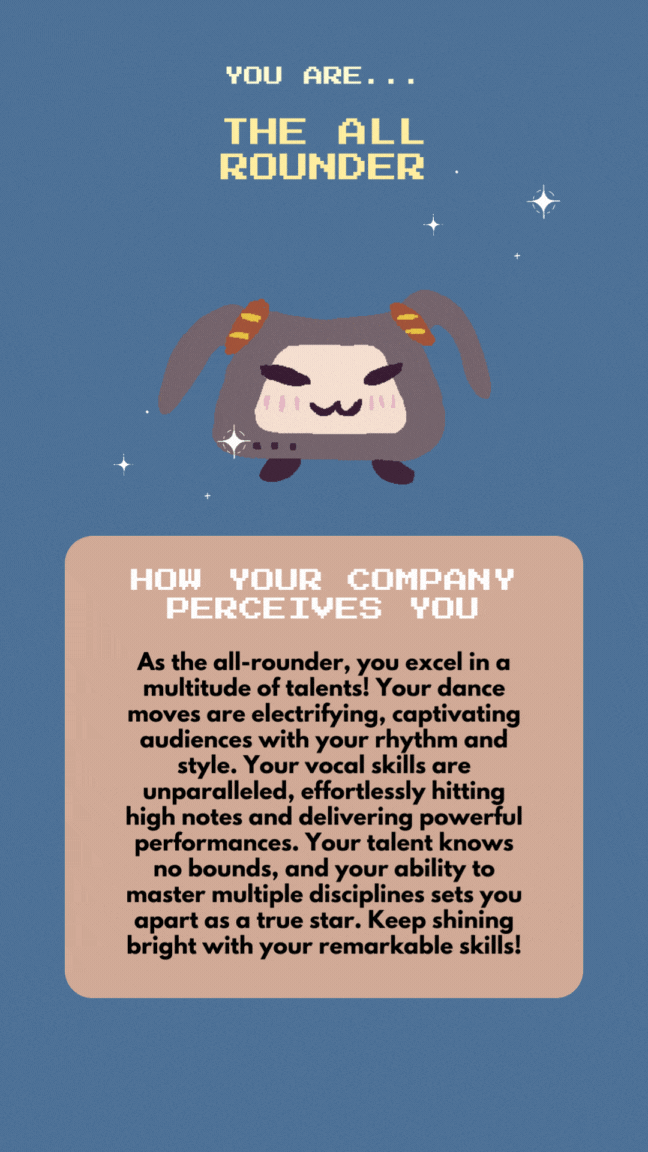 YOU ARE...
THE ALL
ROUNDER
HOW YOUR COMPANY
PERCEIVES YOU
As the all-rounder, you excel in a
multitude of talents! Your dance
moves are electrifying, captivating
audiences with your rhythm and
style. Your vocal skills are
unparalleled, effortlessly hitting
high notes and delivering powerful
performances. Your talent knows
no bounds, and your ability to
master multiple disciplines sets you
apart as a true star. Keep shining
bright with your remarkable skills!